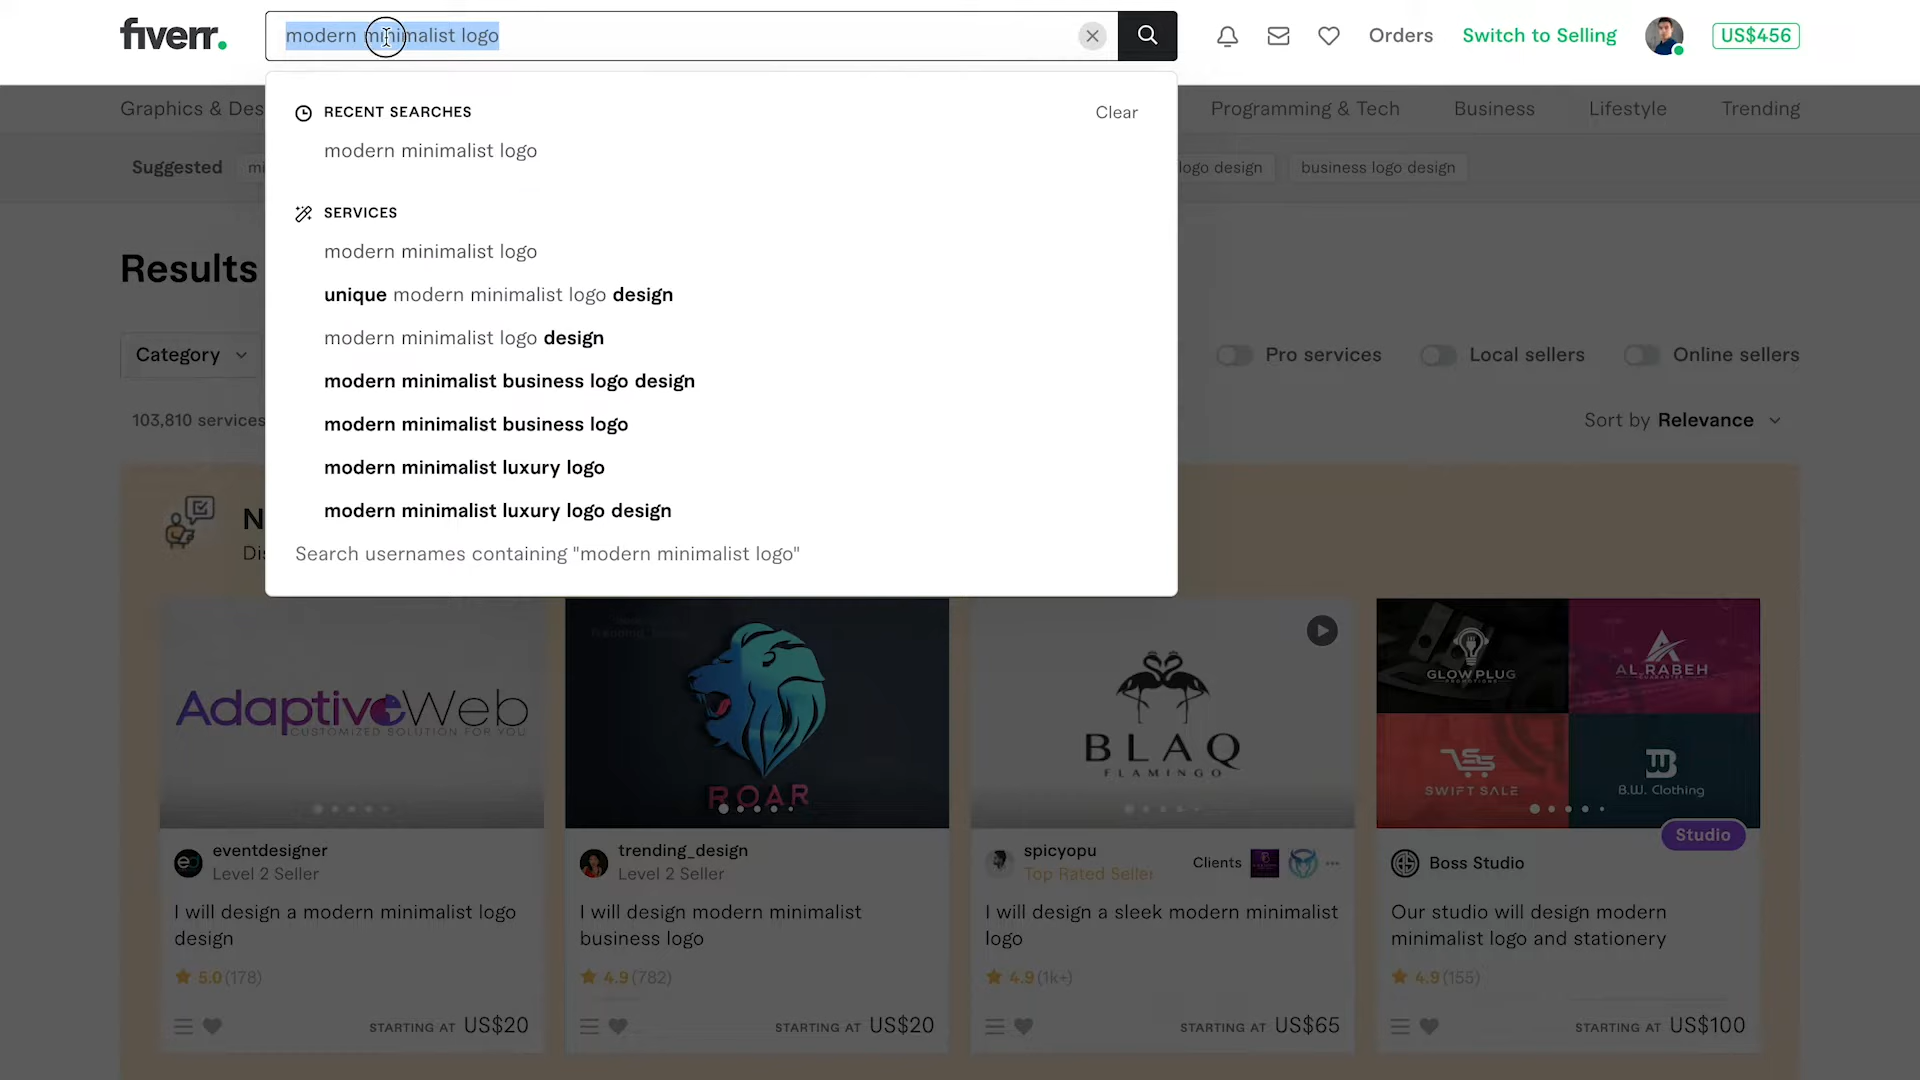 fiverr.
modern minimalist logo
Orders
Switch to Selling
US$456
Graphics & Des
Programming & Tech
Business
Lifestyle
Trending
Suggested
mi
logo design
business logo design
RECENT SEARCHES
Clear
modern minimalist logo
SERVICES
modern minimalist logo
unique modern minimalist logo design
modern minimalist logo design
modern minimalist business logo design
modern minimalist business logo
modern minimalist luxury logo
modern minimalist luxury logo design
Search usernames containing "modern minimalist logo"
Results
Category
Pro services
Local sellers
Online sellers
103,810 services
Sort by Relevance
N
Dis
AdaptiveWeb
CUSTOMIZED SOLUTION FOR YOU
ROAR
BLAQ
FLAMINGO
GLOWPLUG
PROMOTIONS
AL RABEH
SWIFT SALE
B.W. Clothing
Studio
eventdesigner
Level 2 Seller
I will design a modern minimalist logo
design
5.0 (178)
STARTING AT US$20
trending_design
Level 2 Seller
I will design modern minimalist
business logo
4.9 (782)
STARTING AT US$20
spicyopu
Top Rated Seller
Clients
I will design a sleek modern minimalist
logo
4.9 (1k+)
STARTING AT US$65
Boss Studio
Our studio will design modern
minimalist logo and stationery
4.9 (155)
STARTING AT US$100